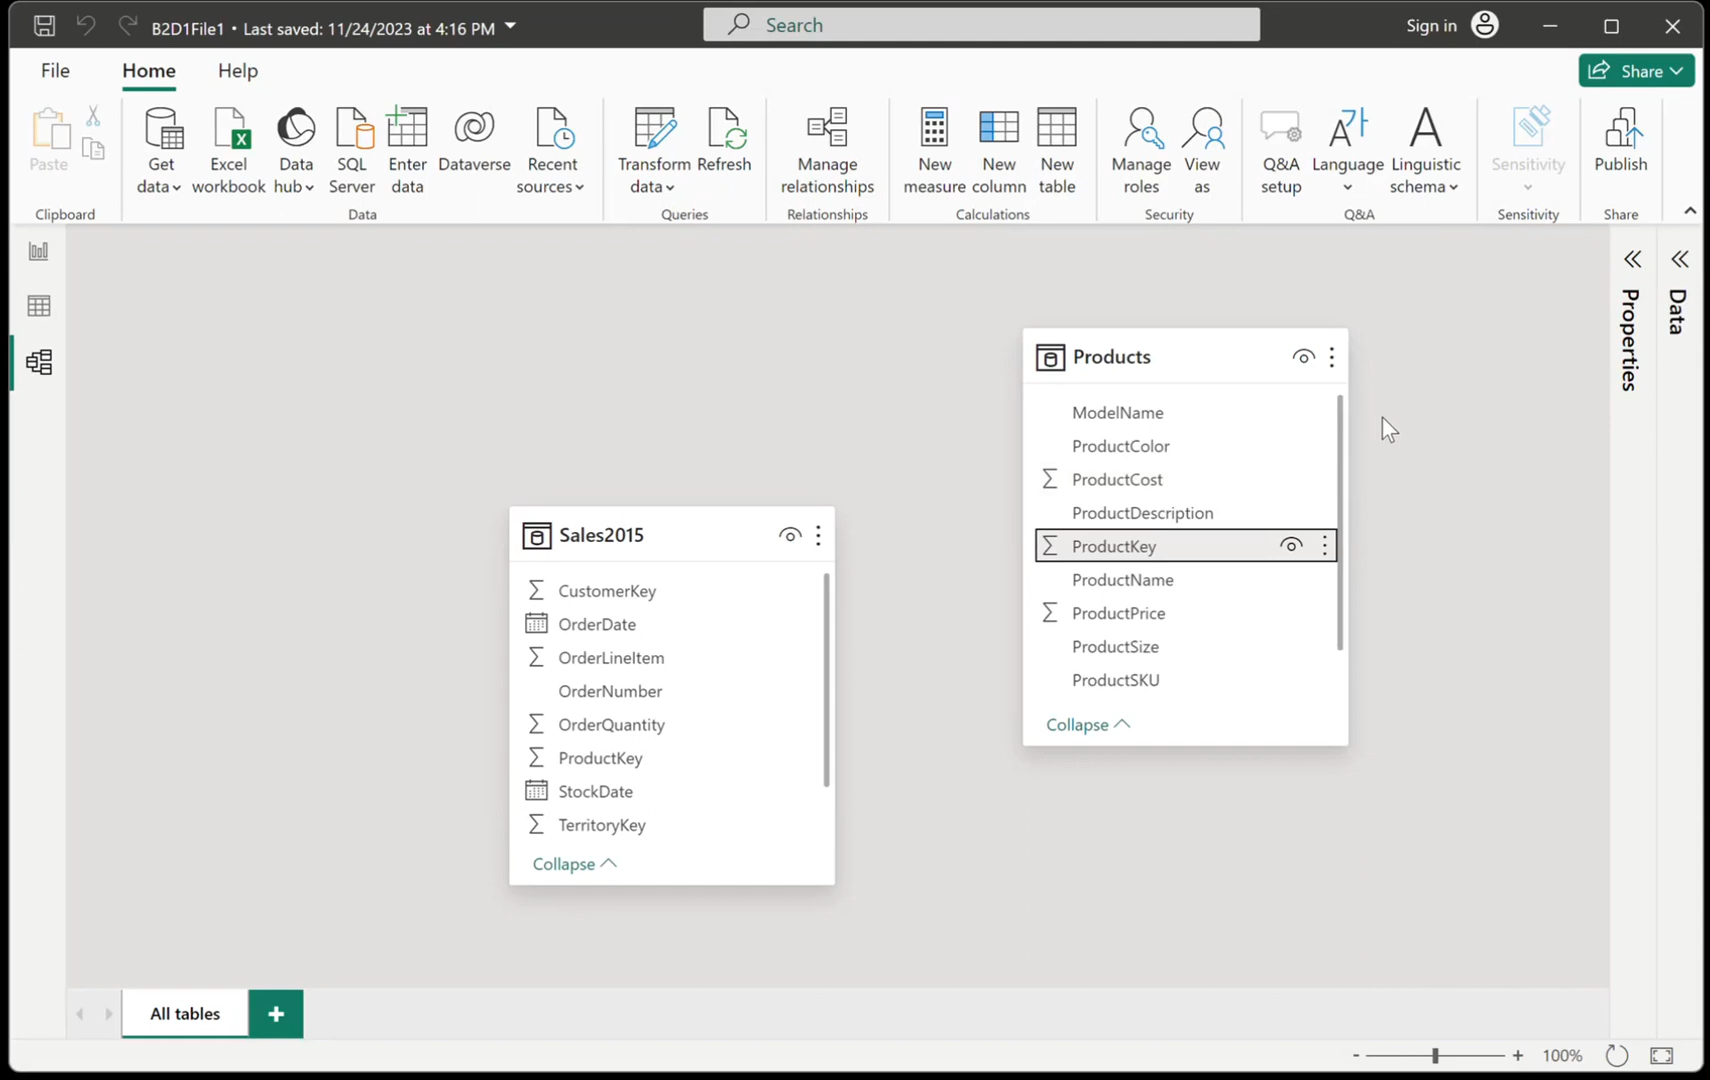 B2D1File1 • Last saved: 11/24/2023 at 4:16 PM
Search
Sign in
File
Home
Help
Share
Paste
Get data
Excel workbook
Data hub
SQL Server
Enter data
Dataverse
Recent sources
Transform data
Refresh
Manage relationships
New measure
New column
New table
Manage roles
View as
Q&A setup
Language
Linguistic schema
Sensitivity
Publish
Clipboard
Data
Queries
Relationships
Calculations
Security
Q&A
Sensitivity
Share
Properties
Data
Products
ModelName
ProductColor
ProductCost
ProductDescription
ProductKey
ProductName
ProductPrice
ProductSize
ProductSKU
Collapse
Sales2015
CustomerKey
OrderDate
OrderLineItem
OrderNumber
OrderQuantity
ProductKey
StockDate
TerritoryKey
Collapse
All tables
100%